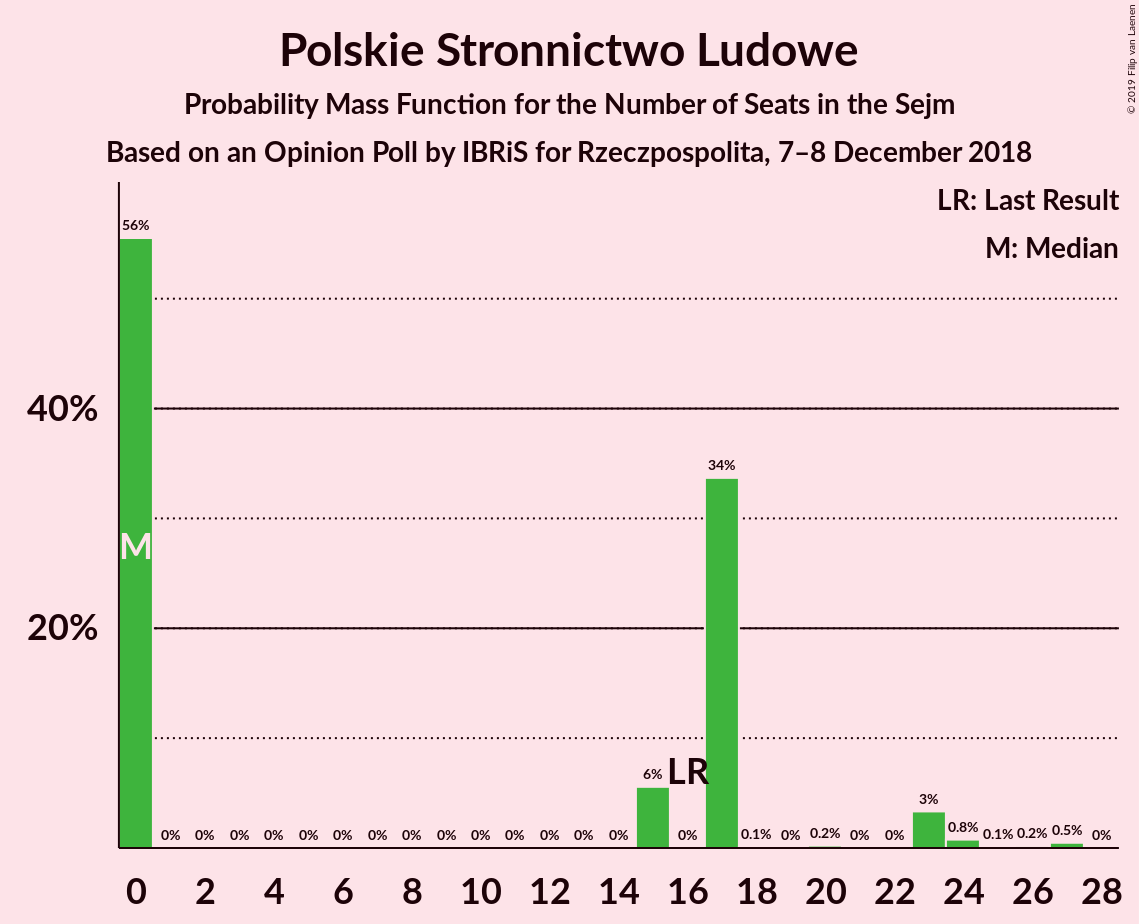 Polskie Stronnictwo Ludowe
Probability Mass Function for the Number of Seats in the Sejm
Based on an Opinion Poll by IBRiS for Rzeczpospolita, 7–8 December 2018
© 2019 Filip van Laenen
LR: Last Result
M: Median
56%
40%
34%
M
20%
LR
6%
3%
0% 0% 0% 0% 0% 0% 0% 0% 0% 0% 0% 0% 0% 0% 0% 0.1% 0% 0.2% 0% 0% 0.8% 0.1% 0.2% 0.5% 0%
0 2 4 6 8 10 12 14 16 18 20 22 24 26 28